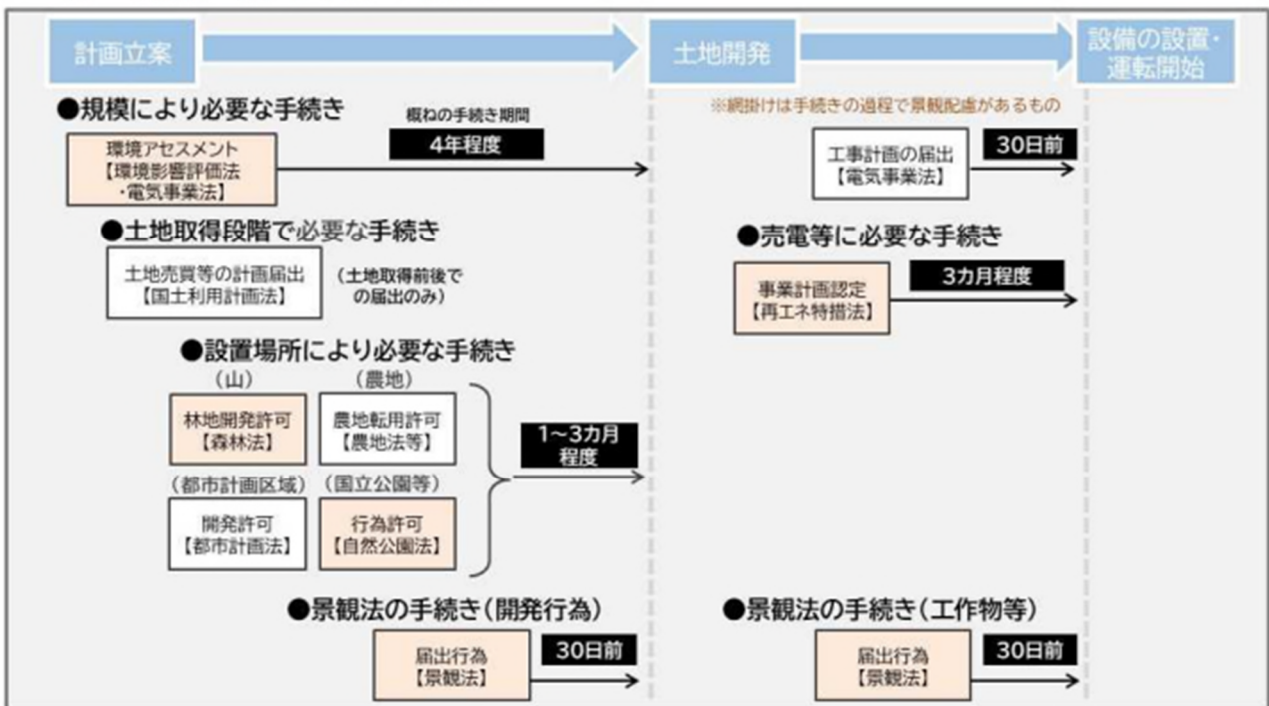 計画立案
土地開発
設備の設置・
運転開始
●規模により必要な手続き
概ねの手続き期間
4年程度
環境アセスメント
【環境影響評価法
・電気事業法】
※網掛けは手続きの過程で景観配慮があるもの
工事計画の届出
【電気事業法】
30日前
●土地取得段階で必要な手続き
土地売買等の計画届出
【国土利用計画法】
(土地取得前後で
の届出のみ)
●売電等に必要な手続き
事業計画認定
【再エネ特措法】
3カ月程度
●設置場所により必要な手続き
(山)
(農地)
林地開発許可
【森林法】
農地転用許可
【農地法等】
(都市計画区域)
(国立公園等)
開発許可
【都市計画法】
行為許可
【自然公園法】
1～3カ月
程度
●景観法の手続き(開発行為)
届出行為
【景観法】
30日前
●景観法の手続き(工作物等)
届出行為
【景観法】
30日前